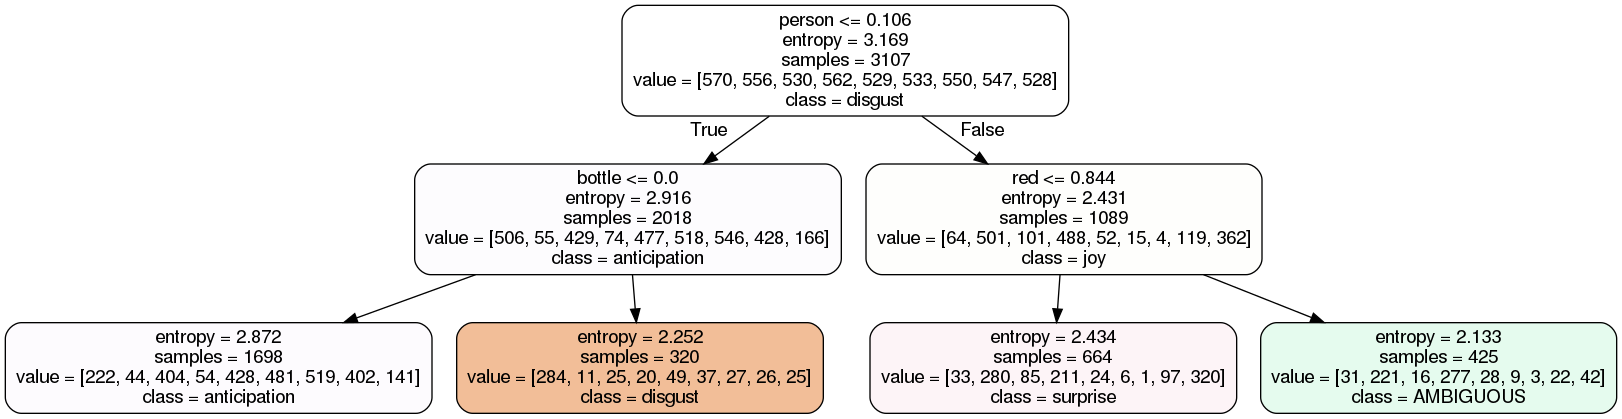 person <= 0.106
entropy = 3.169
samples = 3107
value = [570, 556, 530, 562, 529, 533, 550, 547, 528]
class = disgust
True
False
bottle <= 0.0
entropy = 2.916
samples = 2018
value = [506, 55, 429, 74, 477, 518, 546, 428, 166]
class = anticipation
red <= 0.844
entropy = 2.431
samples = 1089
value = [64, 501, 101, 488, 52, 15, 4, 119, 362]
class = joy
entropy = 2.872
samples = 1698
value = [222, 44, 404, 54, 428, 481, 519, 402, 141]
class = anticipation
entropy = 2.252
samples = 320
value = [284, 11, 25, 20, 49, 37, 27, 26, 25]
class = disgust
entropy = 2.434
samples = 664
value = [33, 280, 85, 211, 24, 6, 1, 97, 320]
class = surprise
entropy = 2.133
samples = 425
value = [31, 221, 16, 277, 28, 9, 3, 22, 42]
class = AMBIGUOUS